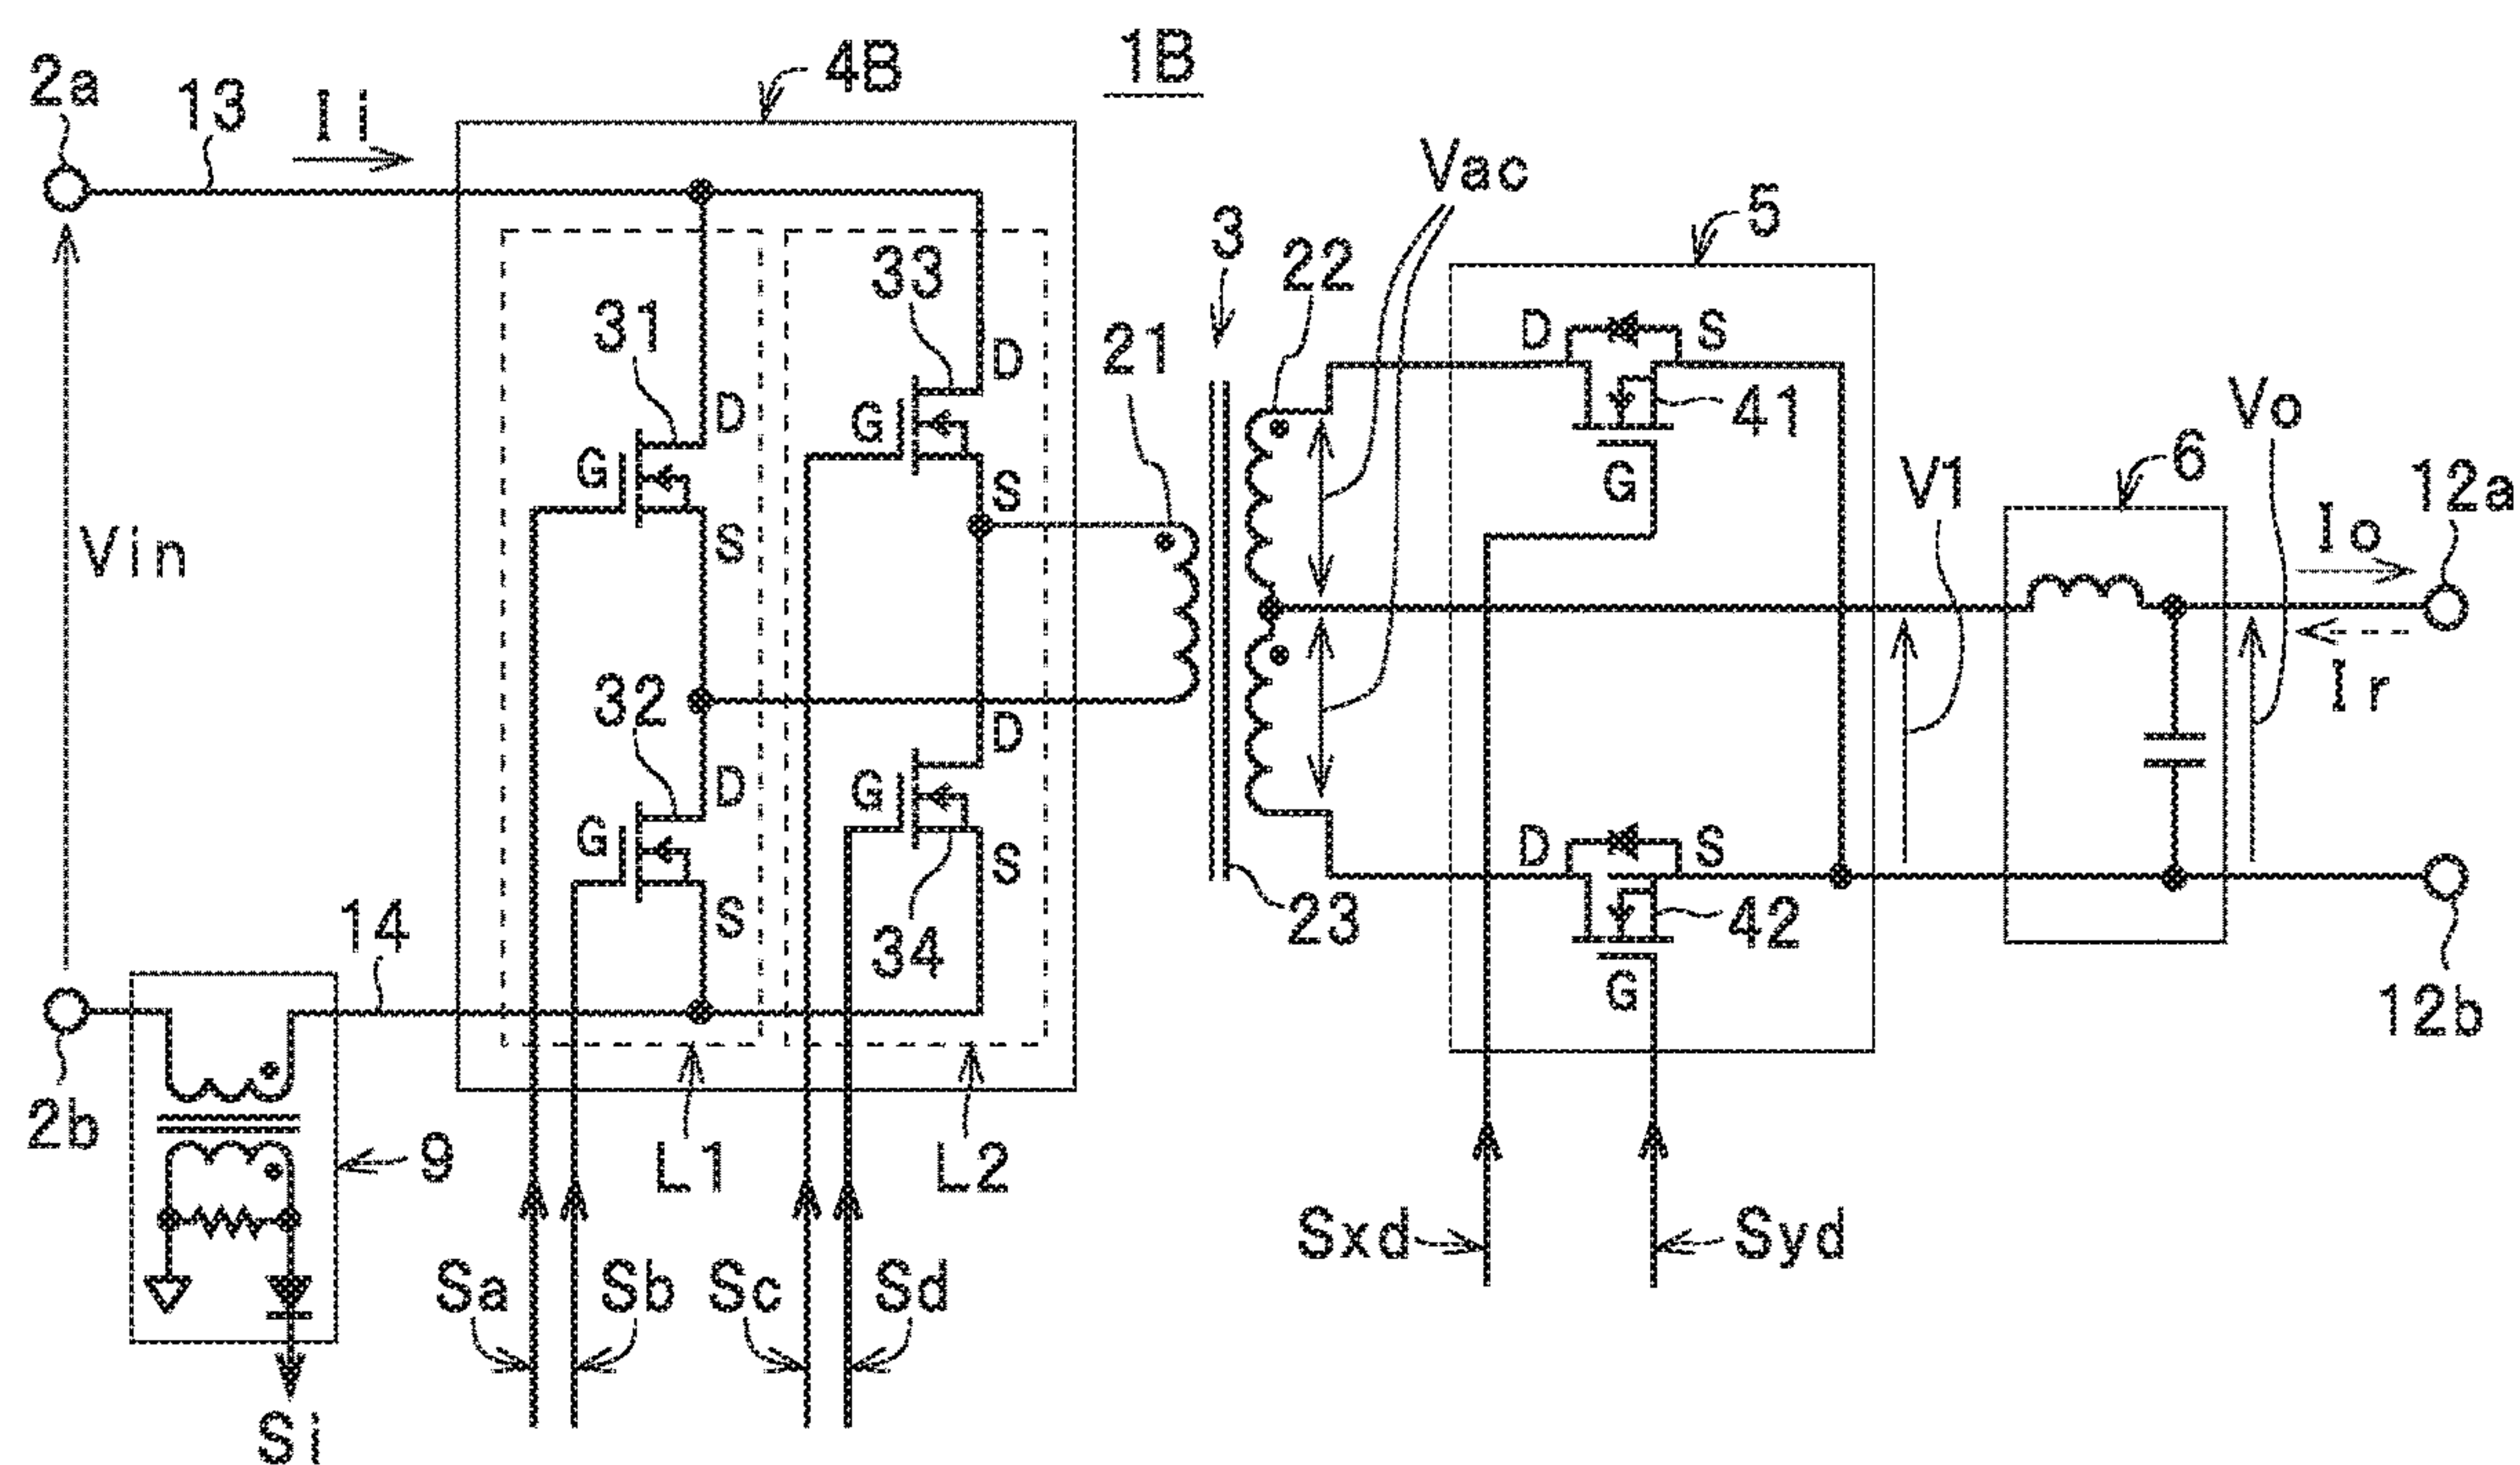 1B
4B
2a
13
Ii
Vac
5
3
22
33
31
D
S
21
D
D
41
Vo
G
G
S
G
V1
6
12a
S
Io
Vin
32
D
Ir
D
G
D
S
G
S
42
23
14
S
34
G
12b
2b
9
L1
L2
Sxd
Syd
Sa
Sb
Sc
Sd
Si